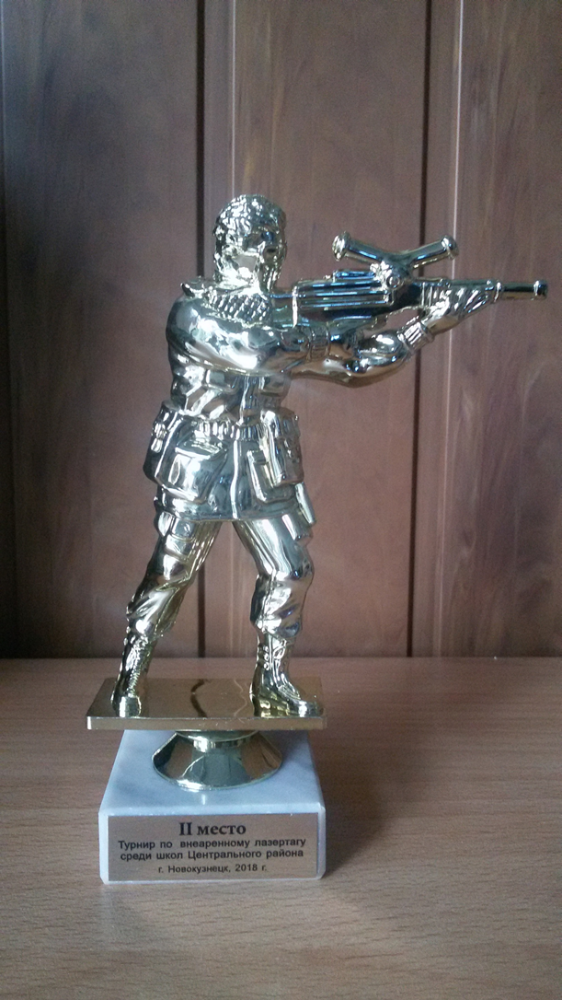 II место
Турнир по внеаренному лазертагу
среди школ Центрального района
г. Новокузнецк, 2018 г.